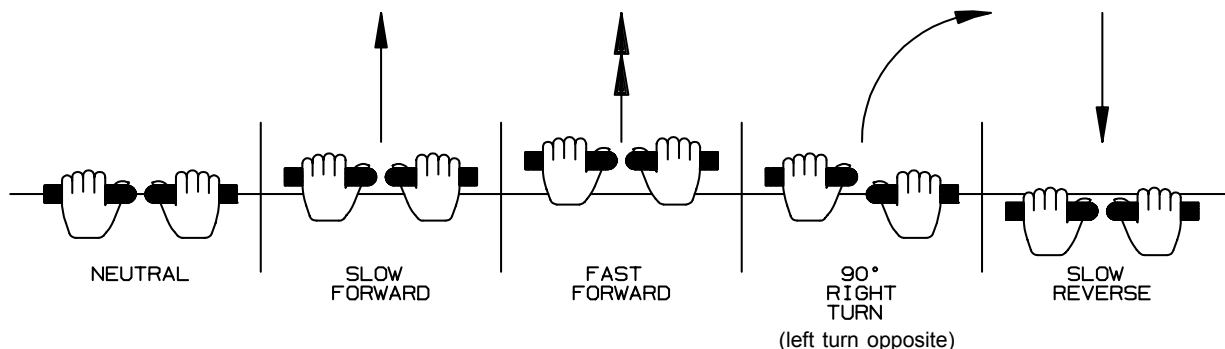 NEUTRAL
SLOW
FORWARD
FAST
FORWARD
90°
RIGHT
TURN
(left turn opposite)
SLOW
REVERSE